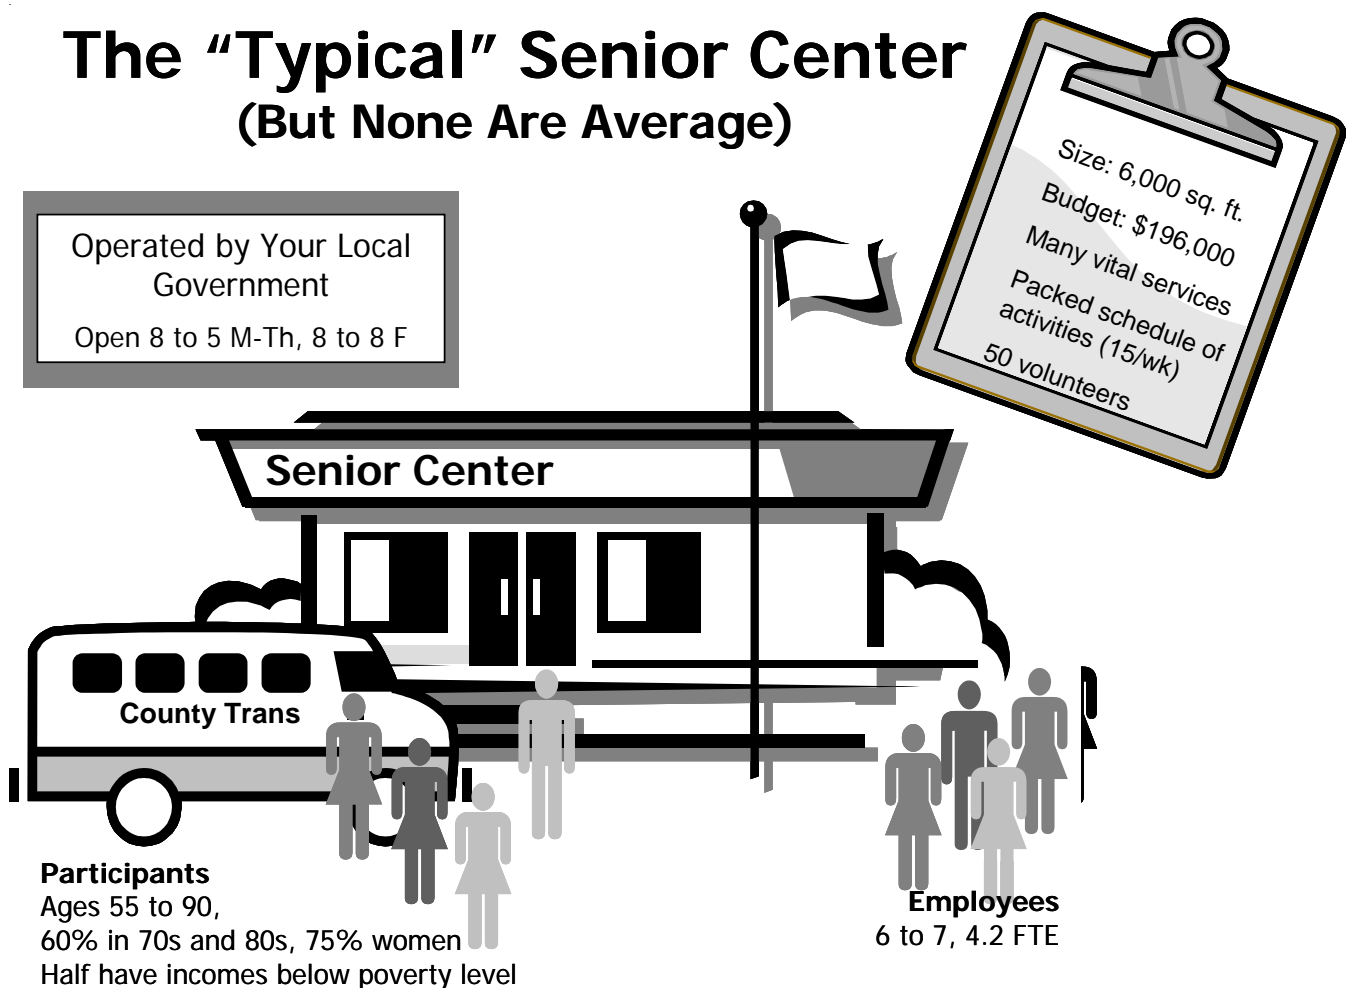 The “Typical” Senior Center
(But None Are Average)
Size: 6,000 sq. ft.
Budget: $196,000
Many vital services
Packed schedule of
activities (15/wk)
50 volunteers
Operated by Your Local
Government
Open 8 to 5 M-Th, 8 to 8 F
Senior Center
County Trans
Participants
Ages 55 to 90,
60% in 70s and 80s, 75% women
Half have incomes below poverty level
Employees
6 to 7, 4.2 FTE